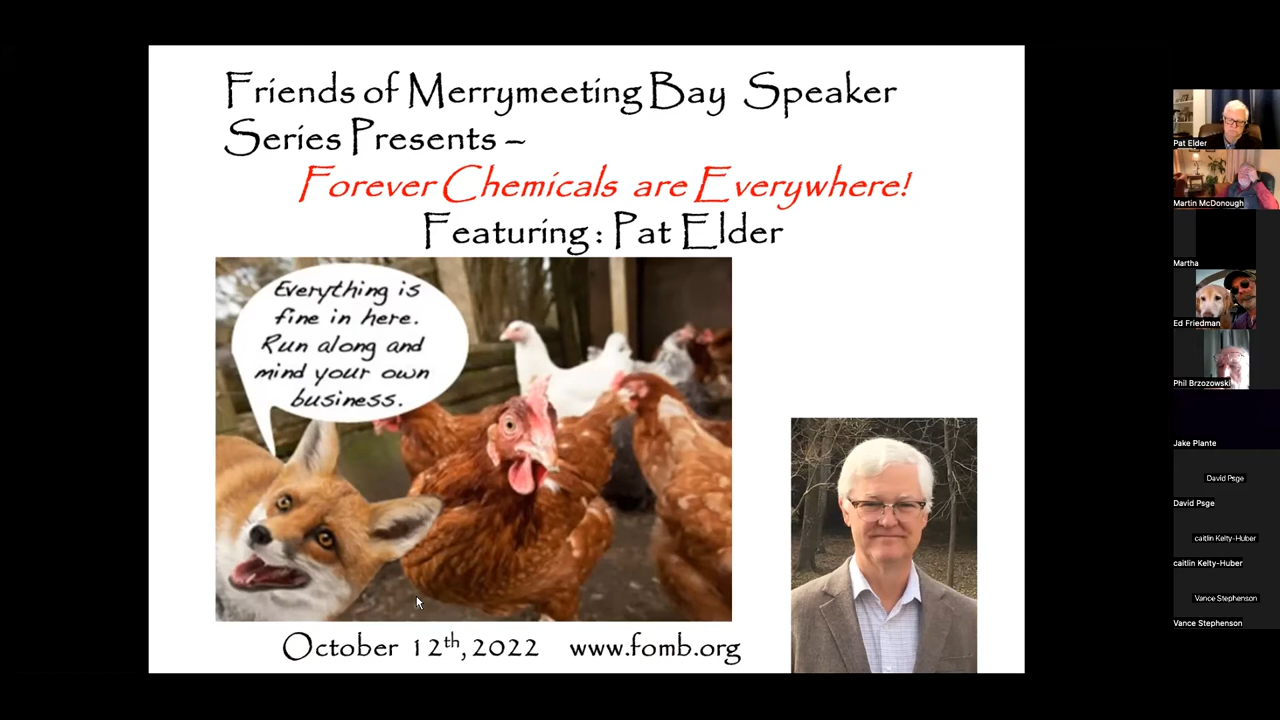 Friends of Merrymeeting Bay Speaker
Series Presents –
Forever Chemicals are Everywhere!
Featuring : Pat Elder
Everything is
fine in here.
Run along and
mind your own
business.
October 12th, 2022 www.fomb.org
Pat Elder
Martin McDonough
Martha
Ed Friedman
Phil Brzozowski
Jake Plante
David Psge
David Psge
caitlin Kelty-Huber
caitlin Kelty-Huber
Vance Stephenson
Vance Stephenson